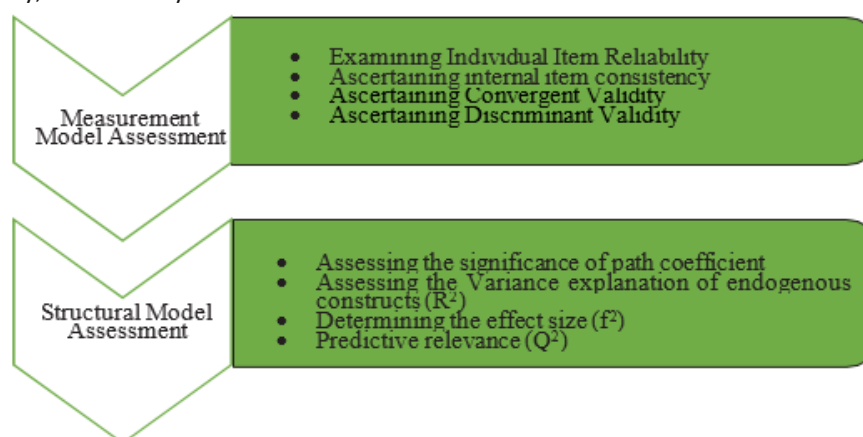 Measurement
Model Assessment
• Examining Individual Item Reliability
• Ascertaining internal item consistency
• Ascertaining Convergent Validity
• Ascertaining Discriminant Validity
Structural Model
Assessment
• Assessing the significance of path coefficient
• Assessing the Variance explanation of endogenous
constructs (R²)
• Determining the effect size (f²)
• Predictive relevance (Q²)